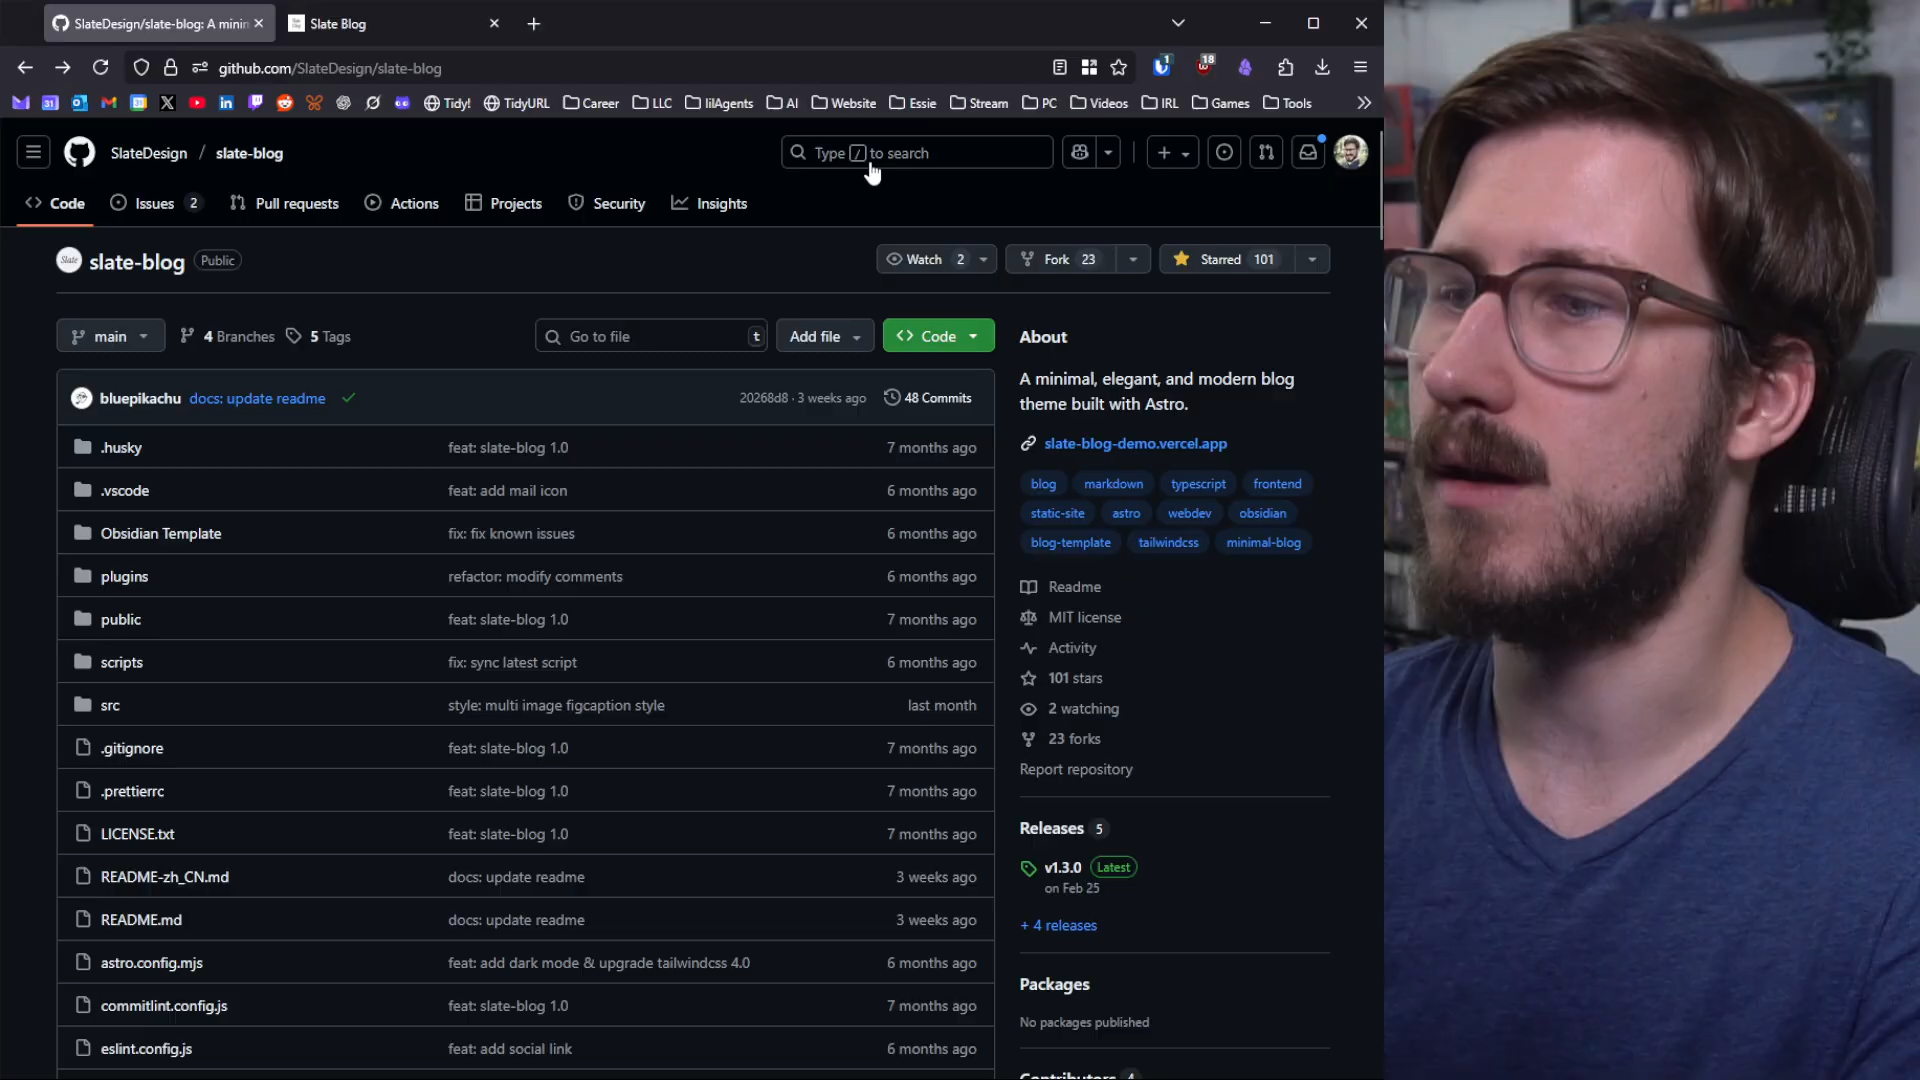 SlateDesign/slate-blog: A minin
Slate Blog
github.com/SlateDesign/slate-blog
1
18
31
Tidy!
TidyURL
Career
LLC
lilAgents
AI
Website
Essie
Stream
PC
Videos
IRL
Games
Tools
SlateDesign / slate-blog
Type / to search
Code
Issues 2
Pull requests
Actions
Projects
Security
Insights
Slate
slate-blog
Public
Watch 2
Fork 23
Starred 101
main
4 Branches
5 Tags
Go to file
t
Add file
Code
bluepikachu docs: update readme
20268d8 · 3 weeks ago
48 Commits
.husky feat: slate-blog 1.0 7 months ago
.vscode feat: add mail icon 6 months ago
Obsidian Template fix: fix known issues 6 months ago
plugins refactor: modify comments 6 months ago
public feat: slate-blog 1.0 7 months ago
scripts fix: sync latest script 6 months ago
src style: multi image figcaption style last month
.gitignore feat: slate-blog 1.0 7 months ago
.prettierrc feat: slate-blog 1.0 7 months ago
LICENSE.txt feat: slate-blog 1.0 7 months ago
README-zh_CN.md docs: update readme 3 weeks ago
README.md docs: update readme 3 weeks ago
astro.config.mjs feat: add dark mode & upgrade tailwindcss 4.0 6 months ago
commitlint.config.js feat: slate-blog 1.0 7 months ago
eslint.config.js feat: add social link 6 months ago
About
A minimal, elegant, and modern blog
theme built with Astro.
slate-blog-demo.vercel.app
blog markdown typescript frontend
static-site astro webdev obsidian
blog-template tailwindcss minimal-blog
Readme
MIT license
Activity
101 stars
2 watching
23 forks
Report repository
Releases 5
v1.3.0 Latest
on Feb 25
+ 4 releases
Packages
No packages published
Contributors 4